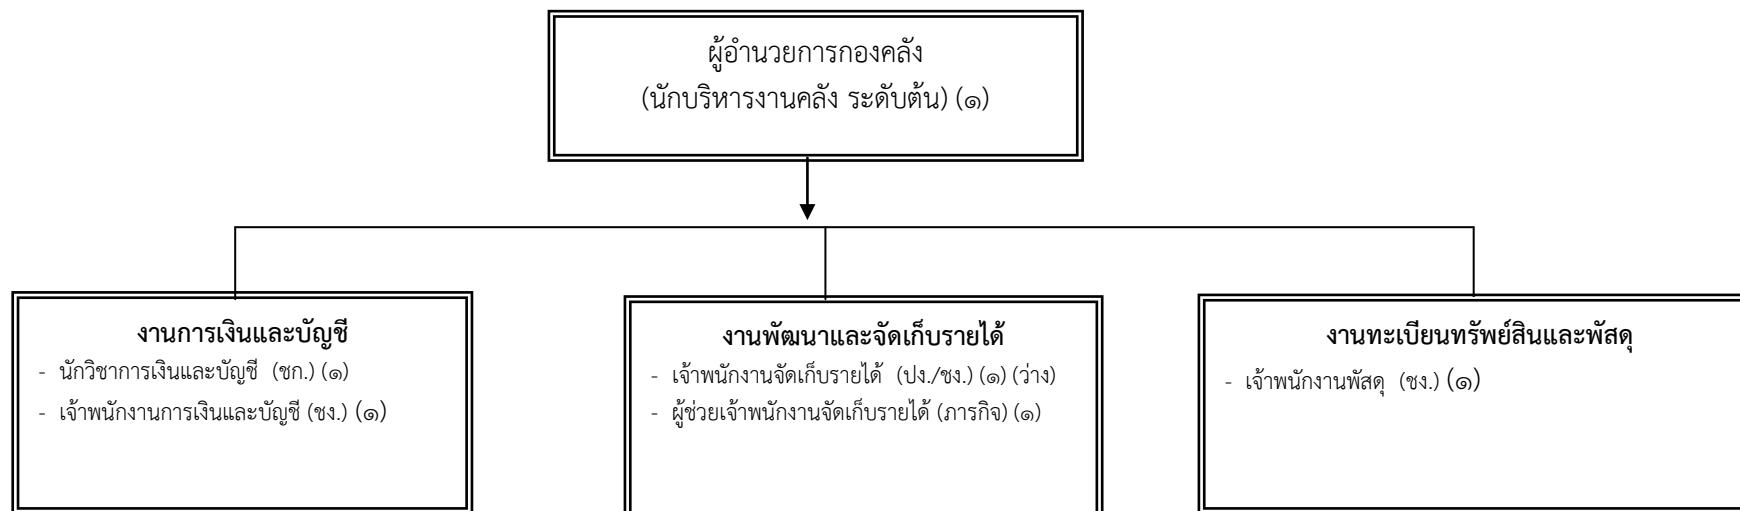 ผู้อำนวยการกองคลัง
(นักบริหารงานคลัง ระดับต้น) (๑)
งานการเงินและบัญชี
- นักวิชาการเงินและบัญชี (ชก.) (๑)
- เจ้าพนักงานการเงินและบัญชี (ชง.) (๑)
งานพัฒนาและจัดเก็บรายได้
- เจ้าพนักงานจัดเก็บรายได้ (ปง./ชง.) (๑) (ว่าง)
- ผู้ช่วยเจ้าพนักงานจัดเก็บรายได้ (ภารกิจ) (๑)
งานทะเบียนทรัพย์สินและพัสดุ
- เจ้าพนักงานพัสดุ (ชง.) (๑)